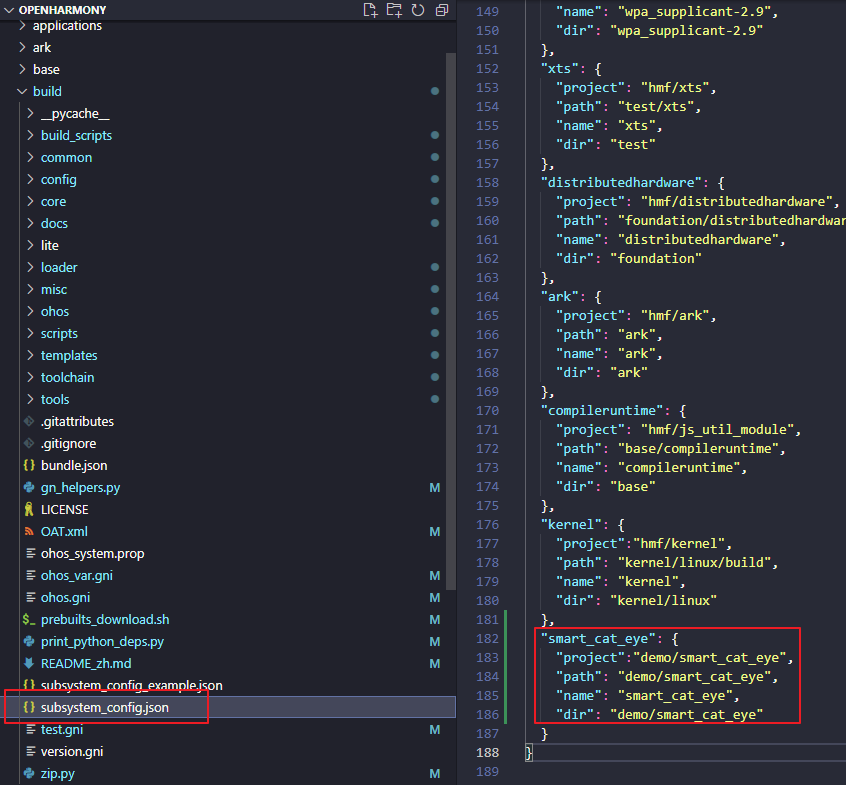 OPENHARMONY
applications
ark
base
build
__pycache__
build_scripts
common
config
core
docs
lite
loader
misc
ohos
scripts
templates
toolchain
tools
.gitattributes
.gitignore
{} bundle.json
gn_helpers.py M
LICENSE
OAT.xml M
ohos_system.prop
ohos_var.gni M
ohos.gni M
$_ prebuilts_download.sh M
print_python_deps.py M
README_zh.md M
{} subsystem_config_example.json
{} subsystem_config.json
test.gni M
version.gni
zip.py M
149 "name": "wpa_supplicant-2.9",
150 "dir": "wpa_supplicant-2.9"
151 },
152 "xts": {
153 "project": "hmf/xts",
154 "path": "test/xts",
155 "name": "xts",
156 "dir": "test"
157 },
158 "distributedhardware": {
159 "project": "hmf/distributedhardware",
160 "path": "foundation/distributedhardwar
161 "name": "distributedhardware",
162 "dir": "foundation"
163 },
164 "ark": {
165 "project": "hmf/ark",
166 "path": "ark",
167 "name": "ark",
168 "dir": "ark"
169 },
170 "compileruntime": {
171 "project": "hmf/js_util_module",
172 "path": "base/compileruntime",
173 "name": "compileruntime",
174 "dir": "base"
175 },
176 "kernel": {
177 "project":"hmf/kernel",
178 "path": "kernel/linux/build",
179 "name": "kernel",
180 "dir": "kernel/linux"
181 },
182 "smart_cat_eye": {
183 "project":"demo/smart_cat_eye",
184 "path": "demo/smart_cat_eye",
185 "name": "smart_cat_eye",
186 "dir": "demo/smart_cat_eye"
187 }
188 }
189